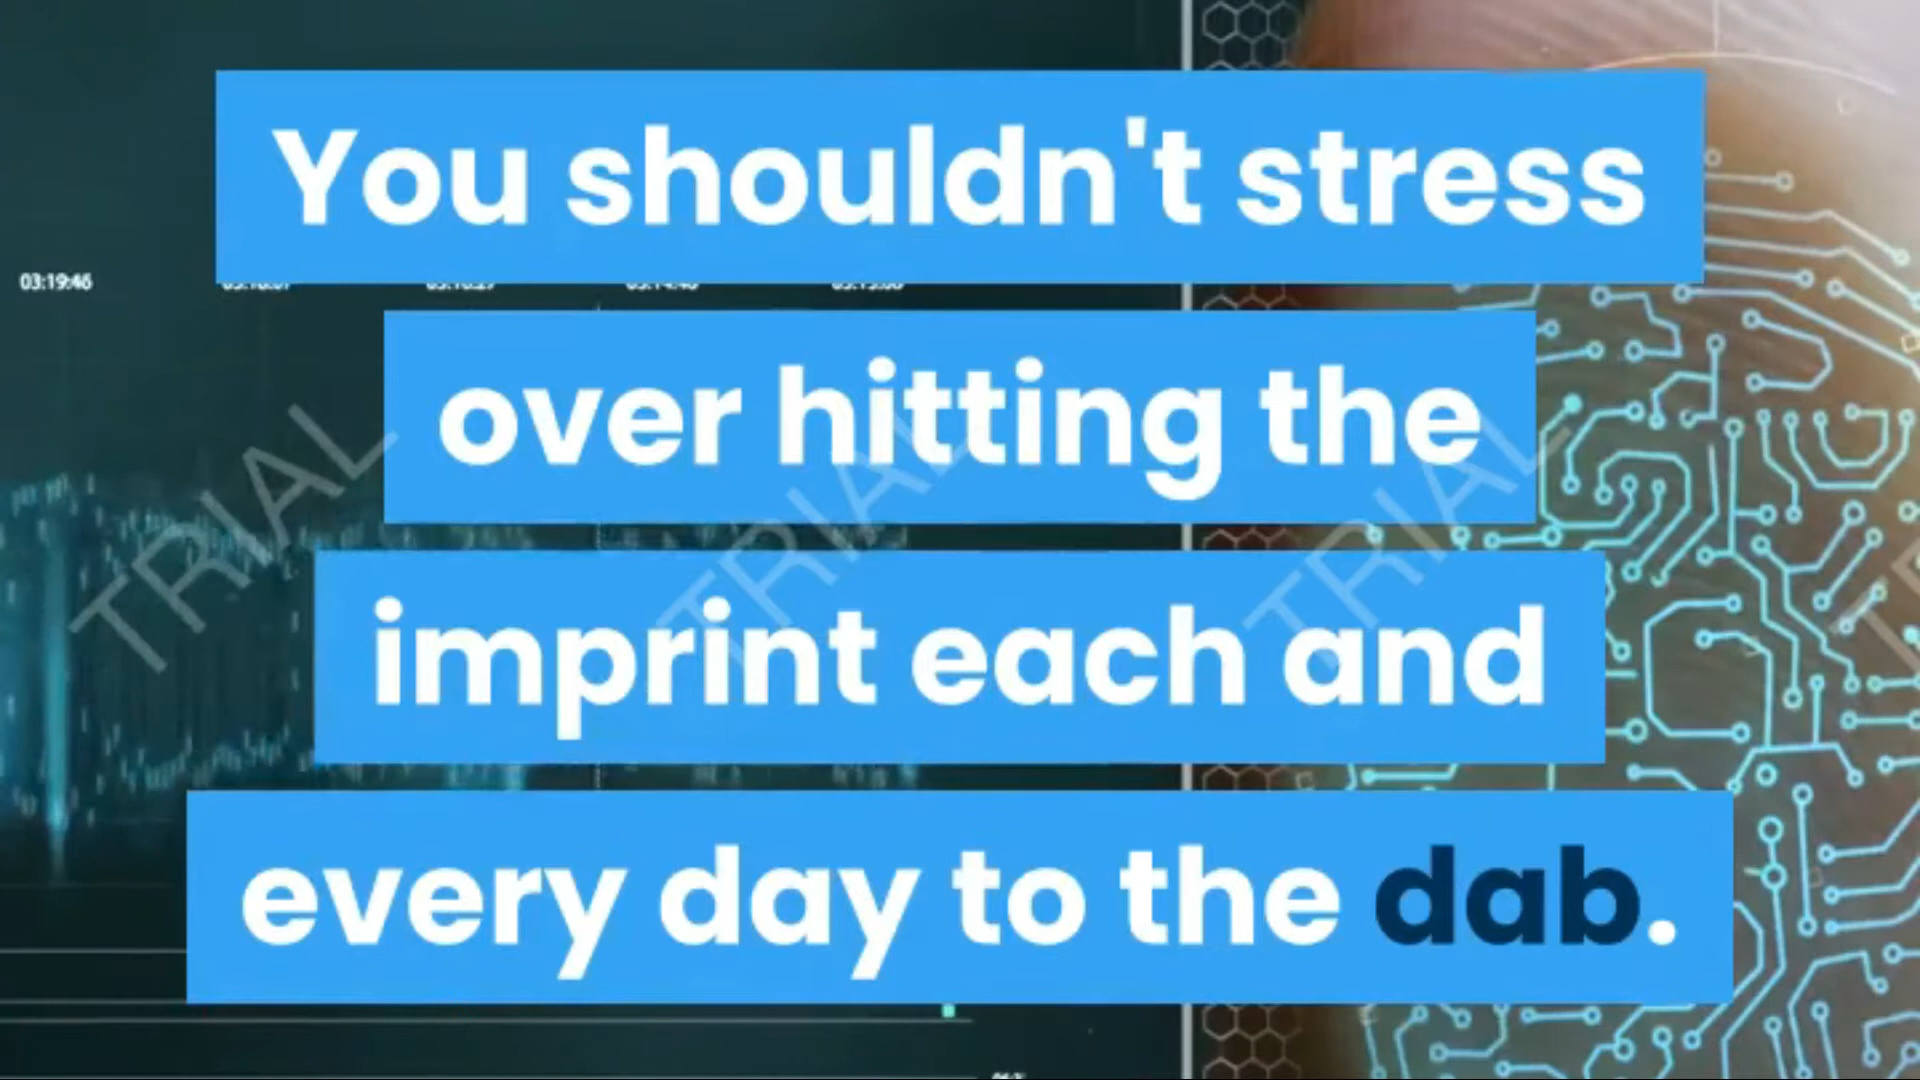 You shouldn't stress
03:19:46
over hitting the
TRIAL TRIAL TRIAL
imprint each and
every day to the dab.